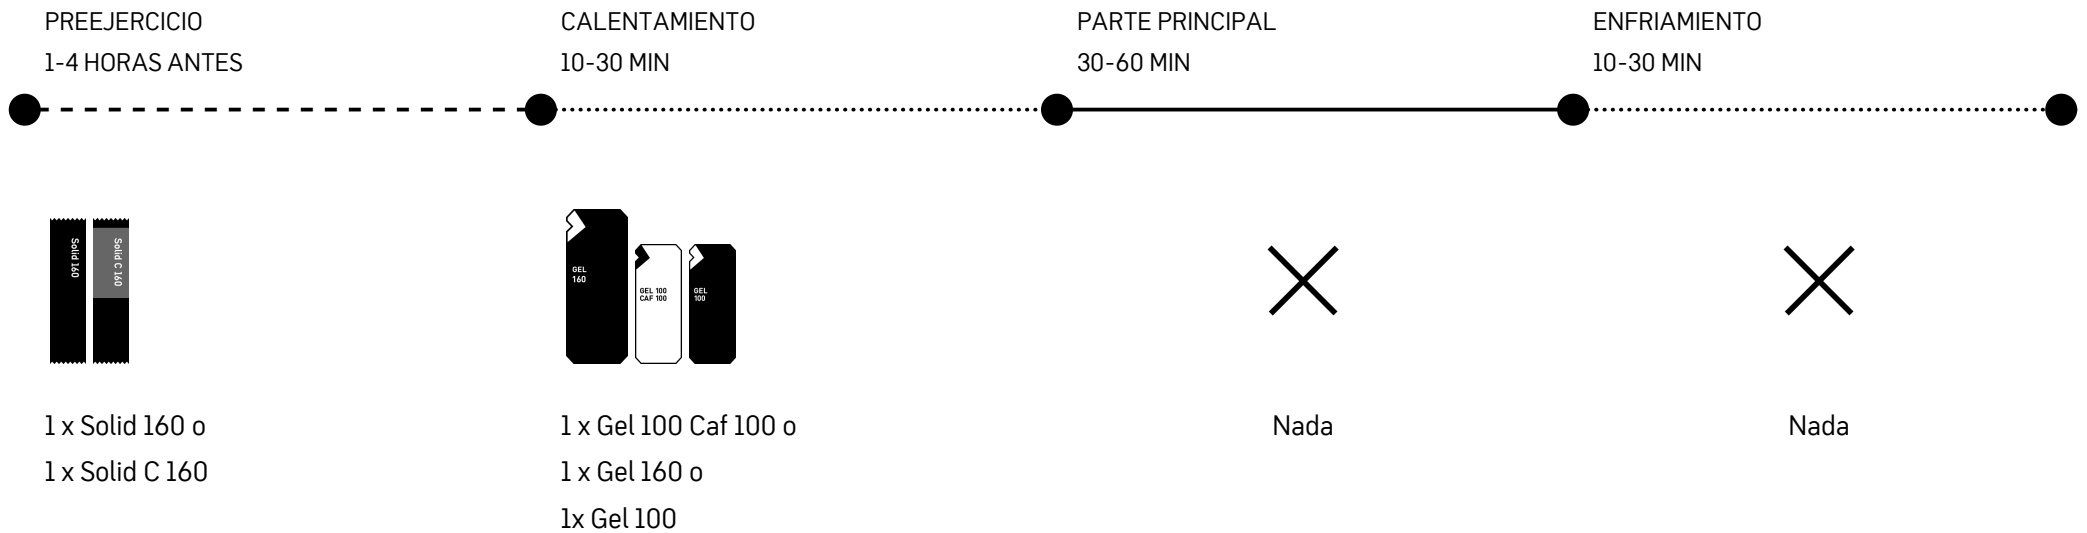 PREEJERCICIO
1-4 HORAS ANTES
CALENTAMIENTO
10-30 MIN
PARTE PRINCIPAL
30-60 MIN
ENFRIAMIENTO
10-30 MIN
Solid 160
Solid C 160
GEL
160
GEL 100
CAF 100
GEL
100
1 x Solid 160 o
1 x Solid C 160
1 x Gel 100 Caf 100 o
1 x Gel 160 o
1x Gel 100
Nada
Nada